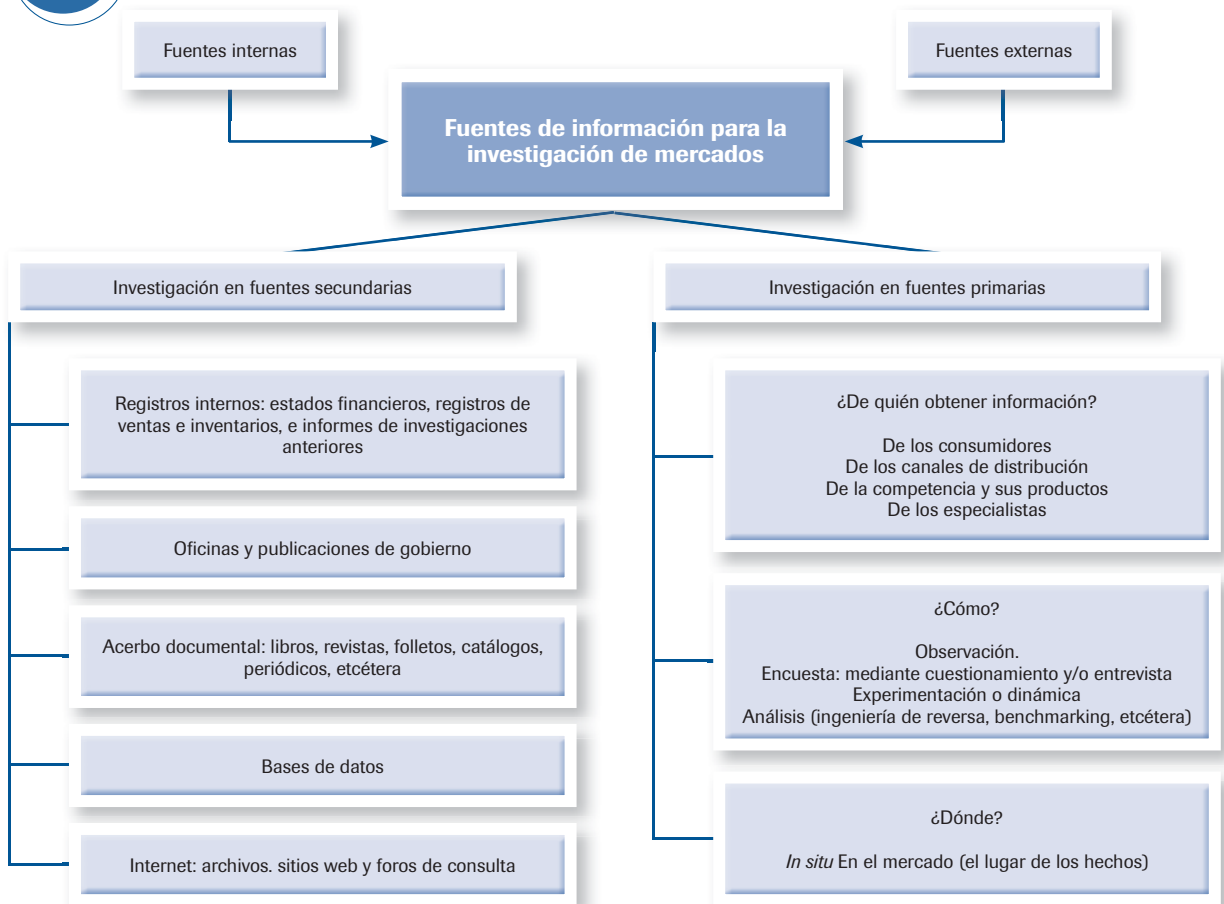 Fuentes internas
Fuentes externas
Fuentes de información para la
investigación de mercados
Investigación en fuentes secundarias
Registros internos: estados financieros, registros de
ventas e inventarios, e informes de investigaciones
anteriores
Oficinas y publicaciones de gobierno
Acerbo documental: libros, revistas, folletos, catálogos,
periódicos, etcétera
Bases de datos
Internet: archivos. sitios web y foros de consulta
Investigación en fuentes primarias
¿De quién obtener información?
De los consumidores
De los canales de distribución
De la competencia y sus productos
De los especialistas
¿Cómo?
Observación.
Encuesta: mediante cuestionamiento y/o entrevista
Experimentación o dinámica
Análisis (ingeniería de reversa, benchmarking, etcétera)
¿Dónde?
In situ En el mercado (el lugar de los hechos)